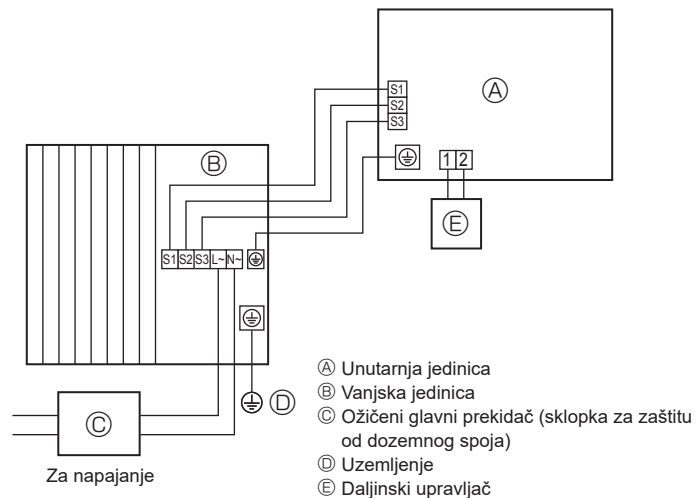 Ⓐ
S1
S2
S3
1 2
Ⓔ
Ⓑ
S1 S2 S3 L~ N~
Ⓓ
Ⓒ
Za napajanje
Ⓐ Unutarnja jedinica
Ⓑ Vanjska jedinica
Ⓒ Ožičeni glavni prekidač (sklopka za zaštitu
od dozemnog spoja)
Ⓓ Uzemljenje
Ⓔ Daljinski upravljač